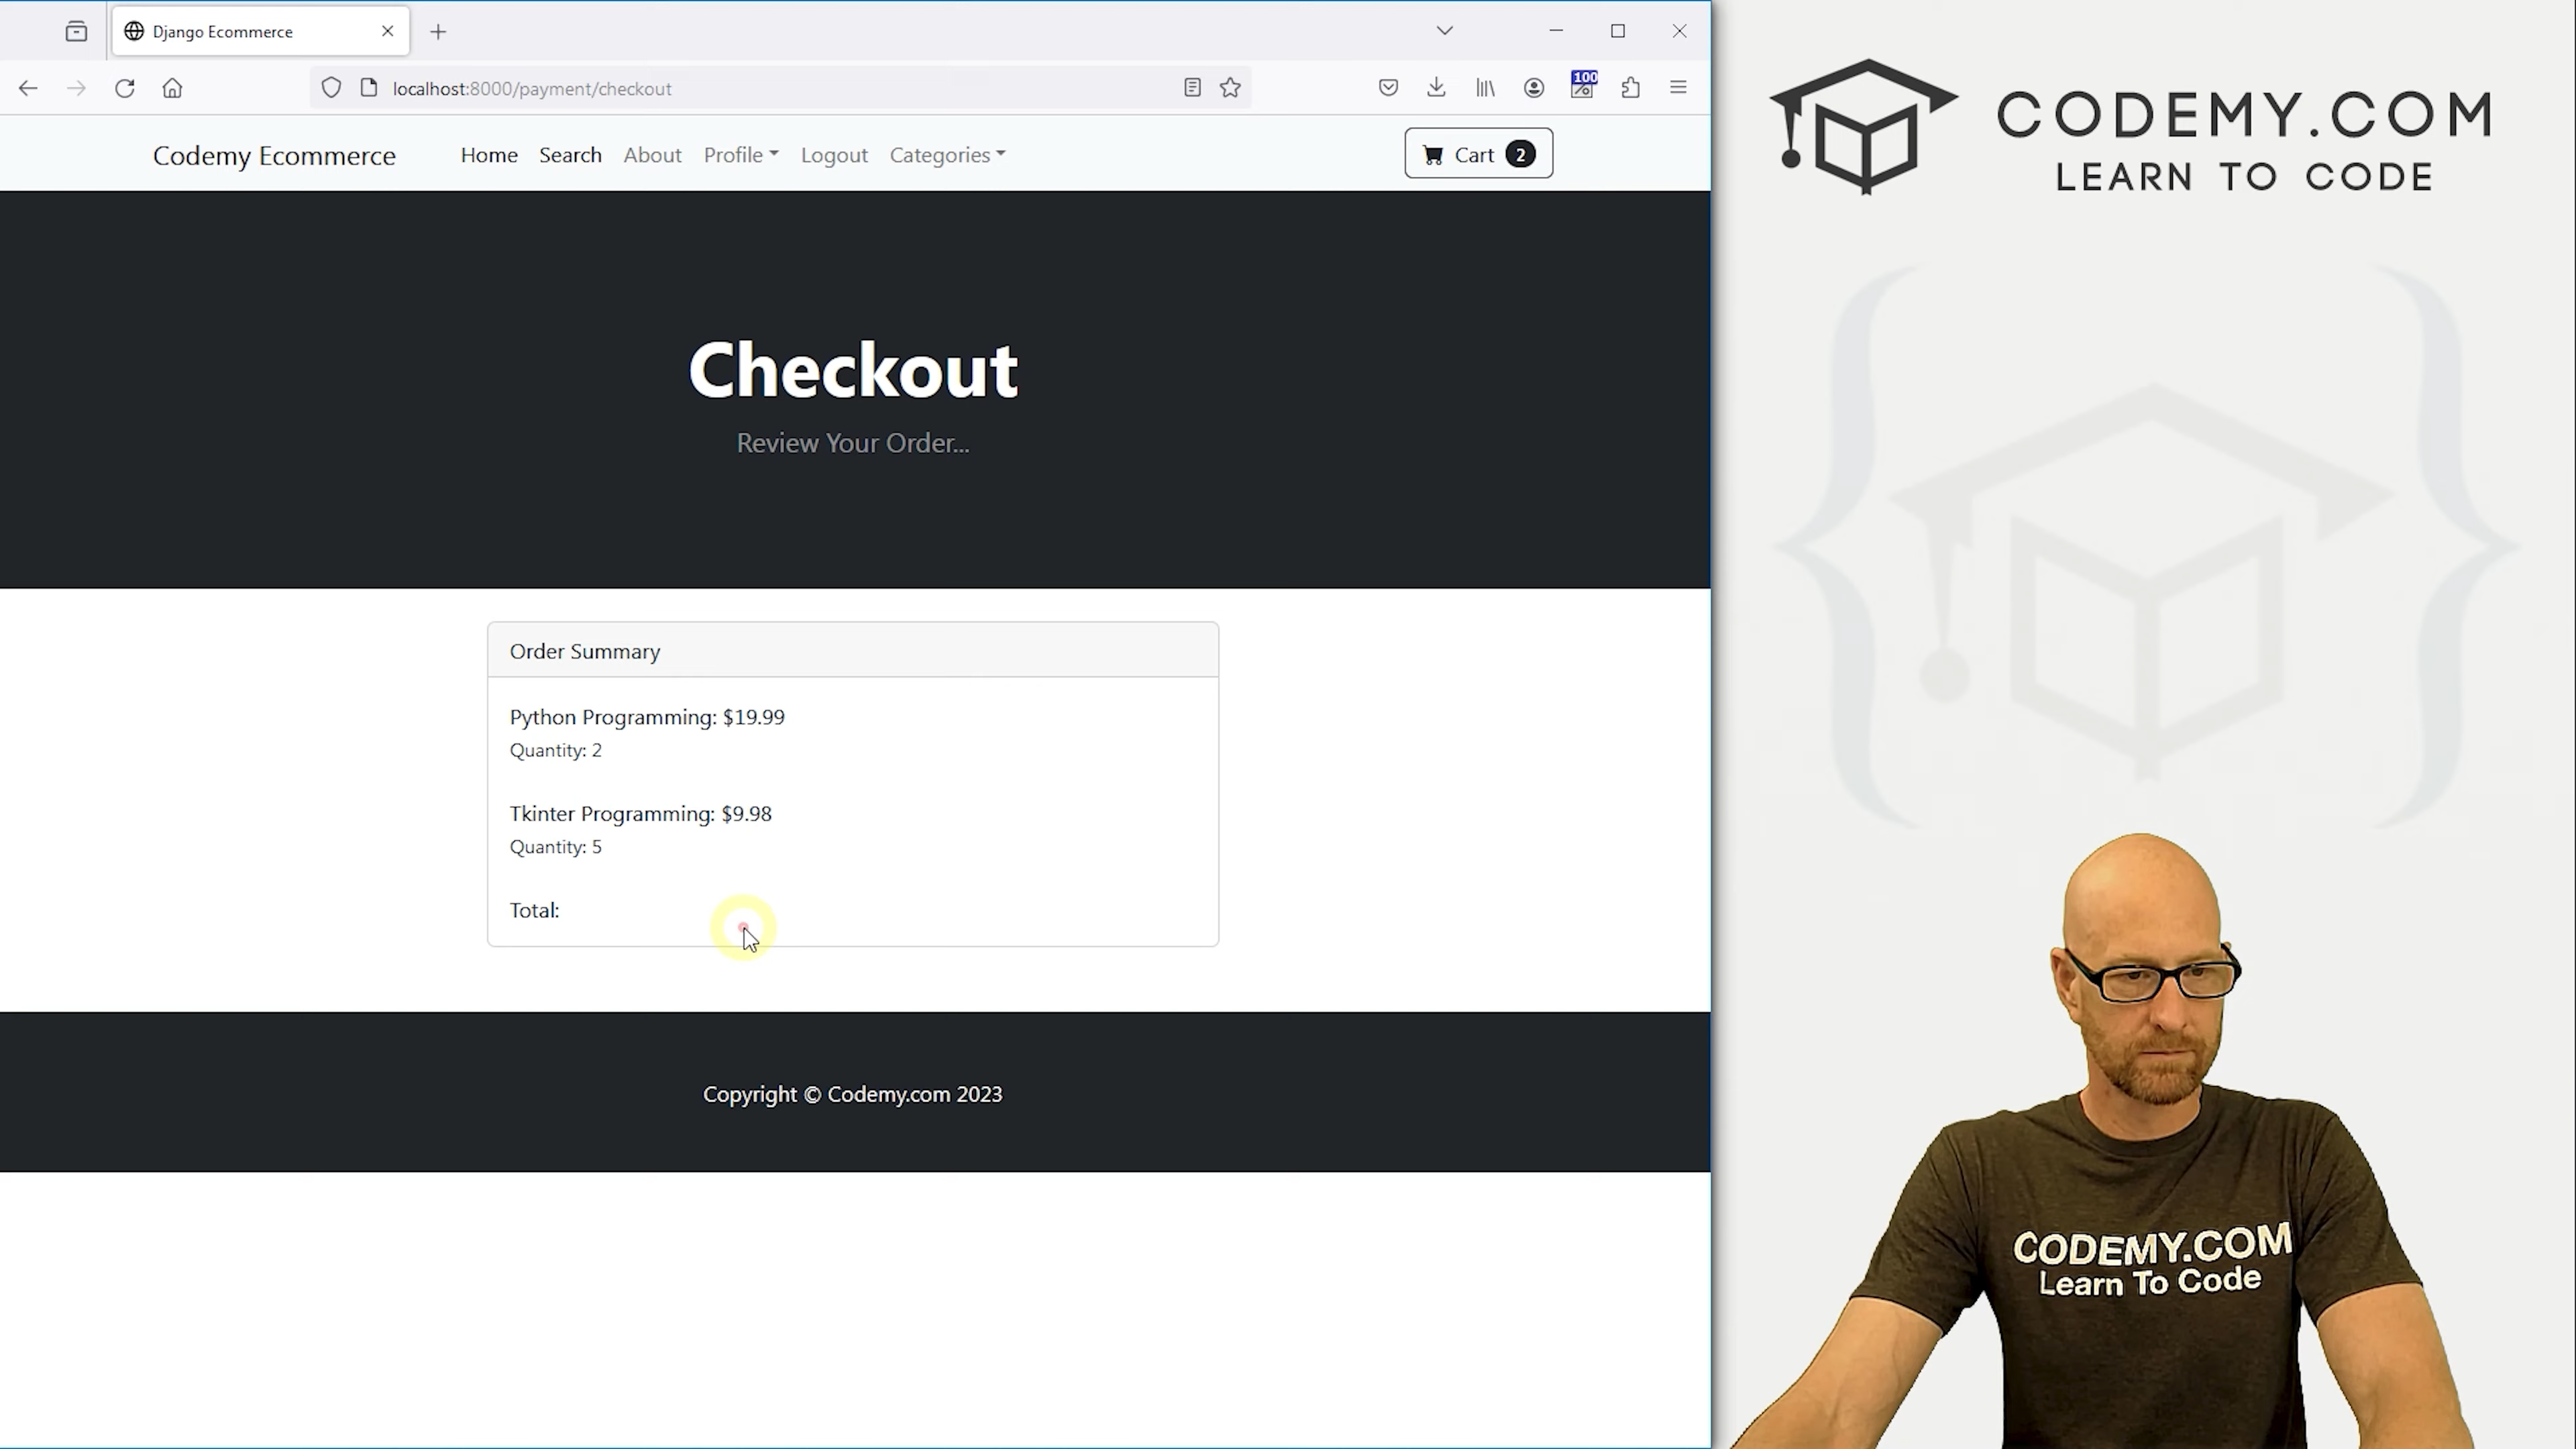 Django Ecommerce
localhost:8000/payment/checkout
100
Codemy Ecommerce Home Search About Profile Logout Categories Cart 2
Checkout
Review Your Order...
Order Summary
Python Programming: $19.99
Quantity: 2
Tkinter Programming: $9.98
Quantity: 5
Total:
Copyright © Codemy.com 2023
CODEMY.COM
LEARN TO CODE
CODEMY.COM
Learn To Code